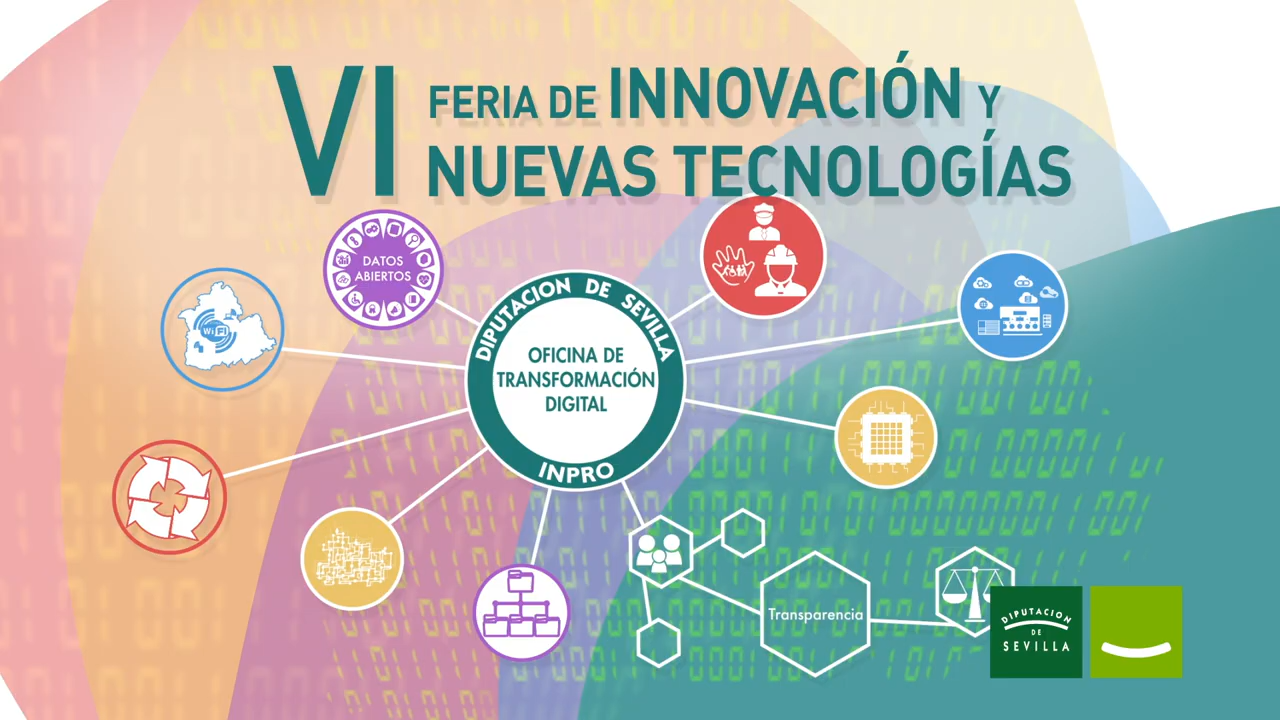 VI
FERIA DE INNOVACIÓN Y
NUEVAS TECNOLOGÍAS
DATOS
ABIERTOS
WiFi
DIPUTACION DE SEVILLA
OFICINA DE
TRANSFORMACIÓN
DIGITAL
INPRO
Transparencia
DIPUTACION
DE
SEVILLA